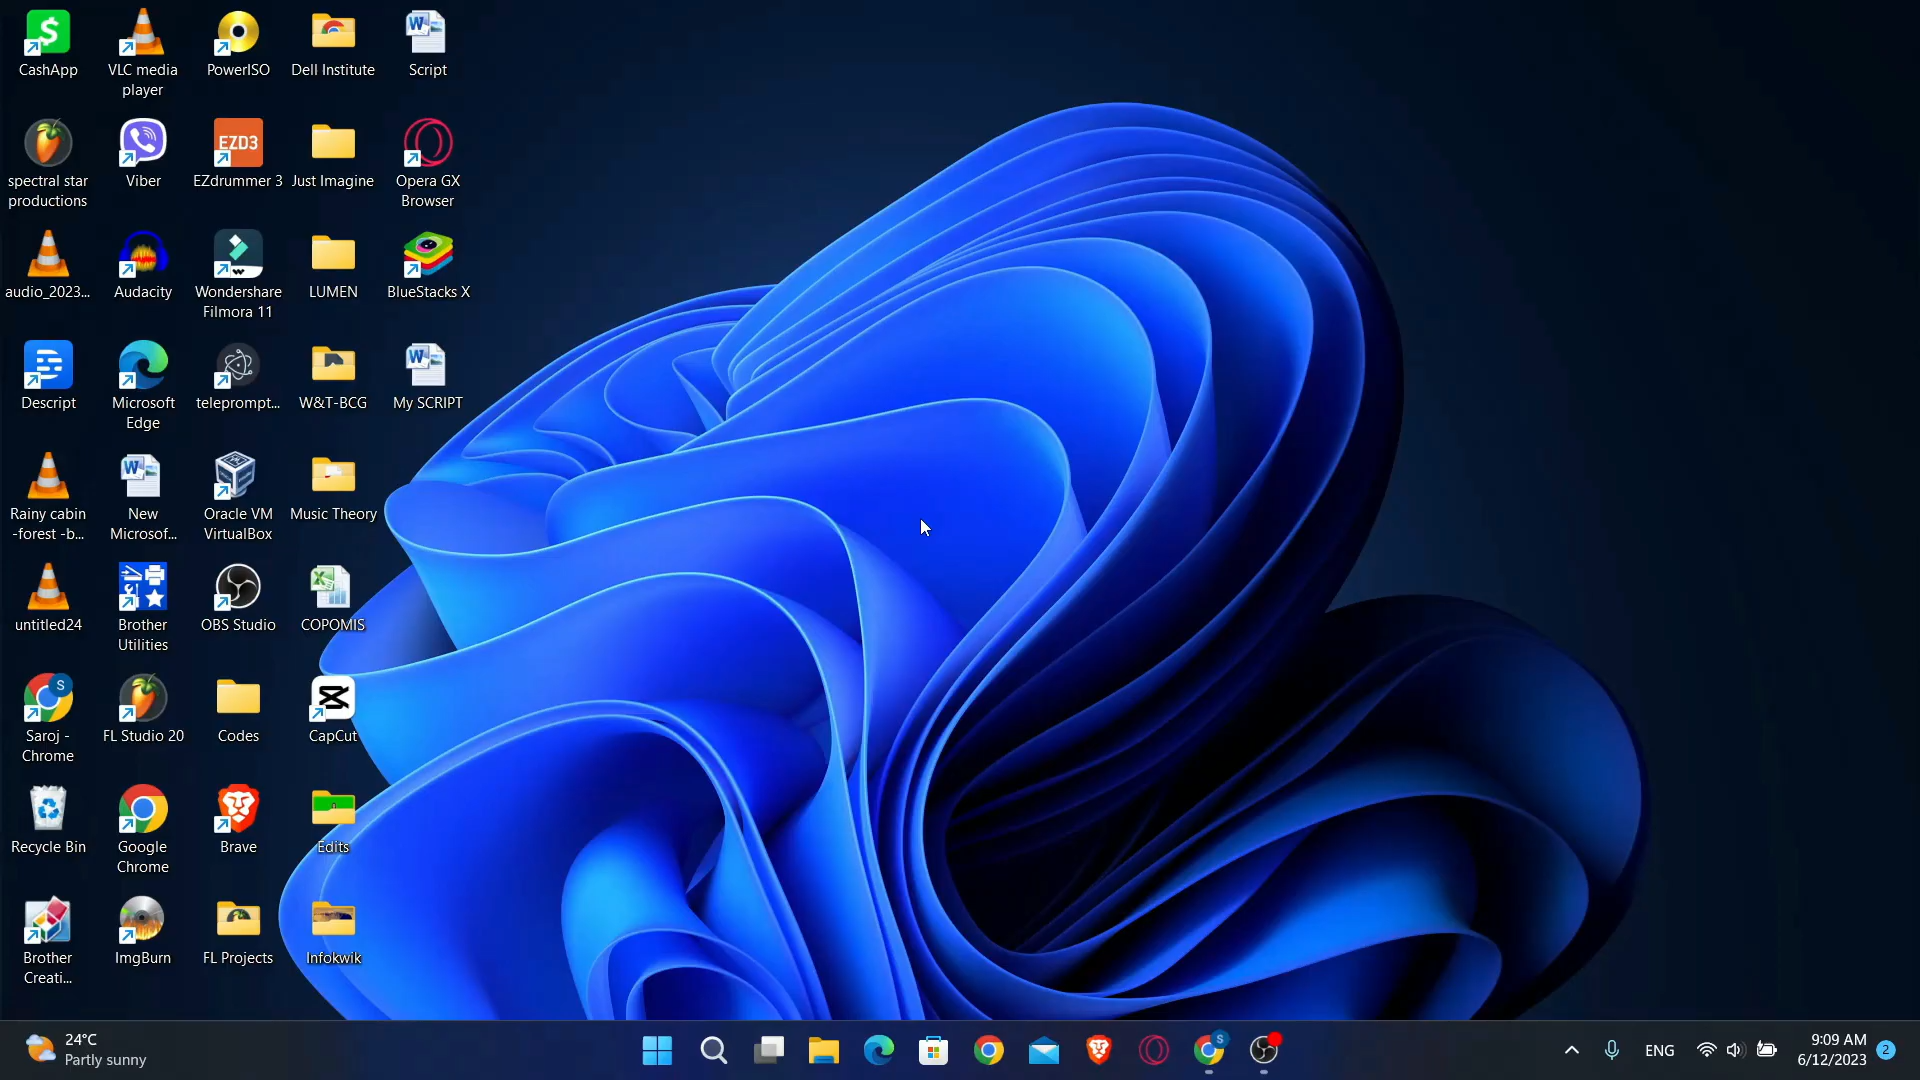 CashApp
VLC media
player
PowerISO
Dell Institute
Script
spectral star
productions
Viber
EZD3
EZdrummer 3
Just Imagine
Opera GX
Browser
audio_2023...
Audacity
Wondershare
Filmora 11
LUMEN
BlueStacks X
Descript
Microsoft
Edge
teleprompt...
W&T-BCG
My SCRIPT
Rainy cabin
-forest -b...
New
Microsof...
Oracle VM
VirtualBox
Music Theory
untitled24
Brother
Utilities
OBS Studio
COPOMIS
S
Saroj -
Chrome
FL Studio 20
Codes
CapCut
Recycle Bin
Google
Chrome
Brave
Edits
Brother
Creati...
ImgBurn
FL Projects
Infokwik
24°C
Partly sunny
S
ENG
9:09 AM
6/12/2023
2